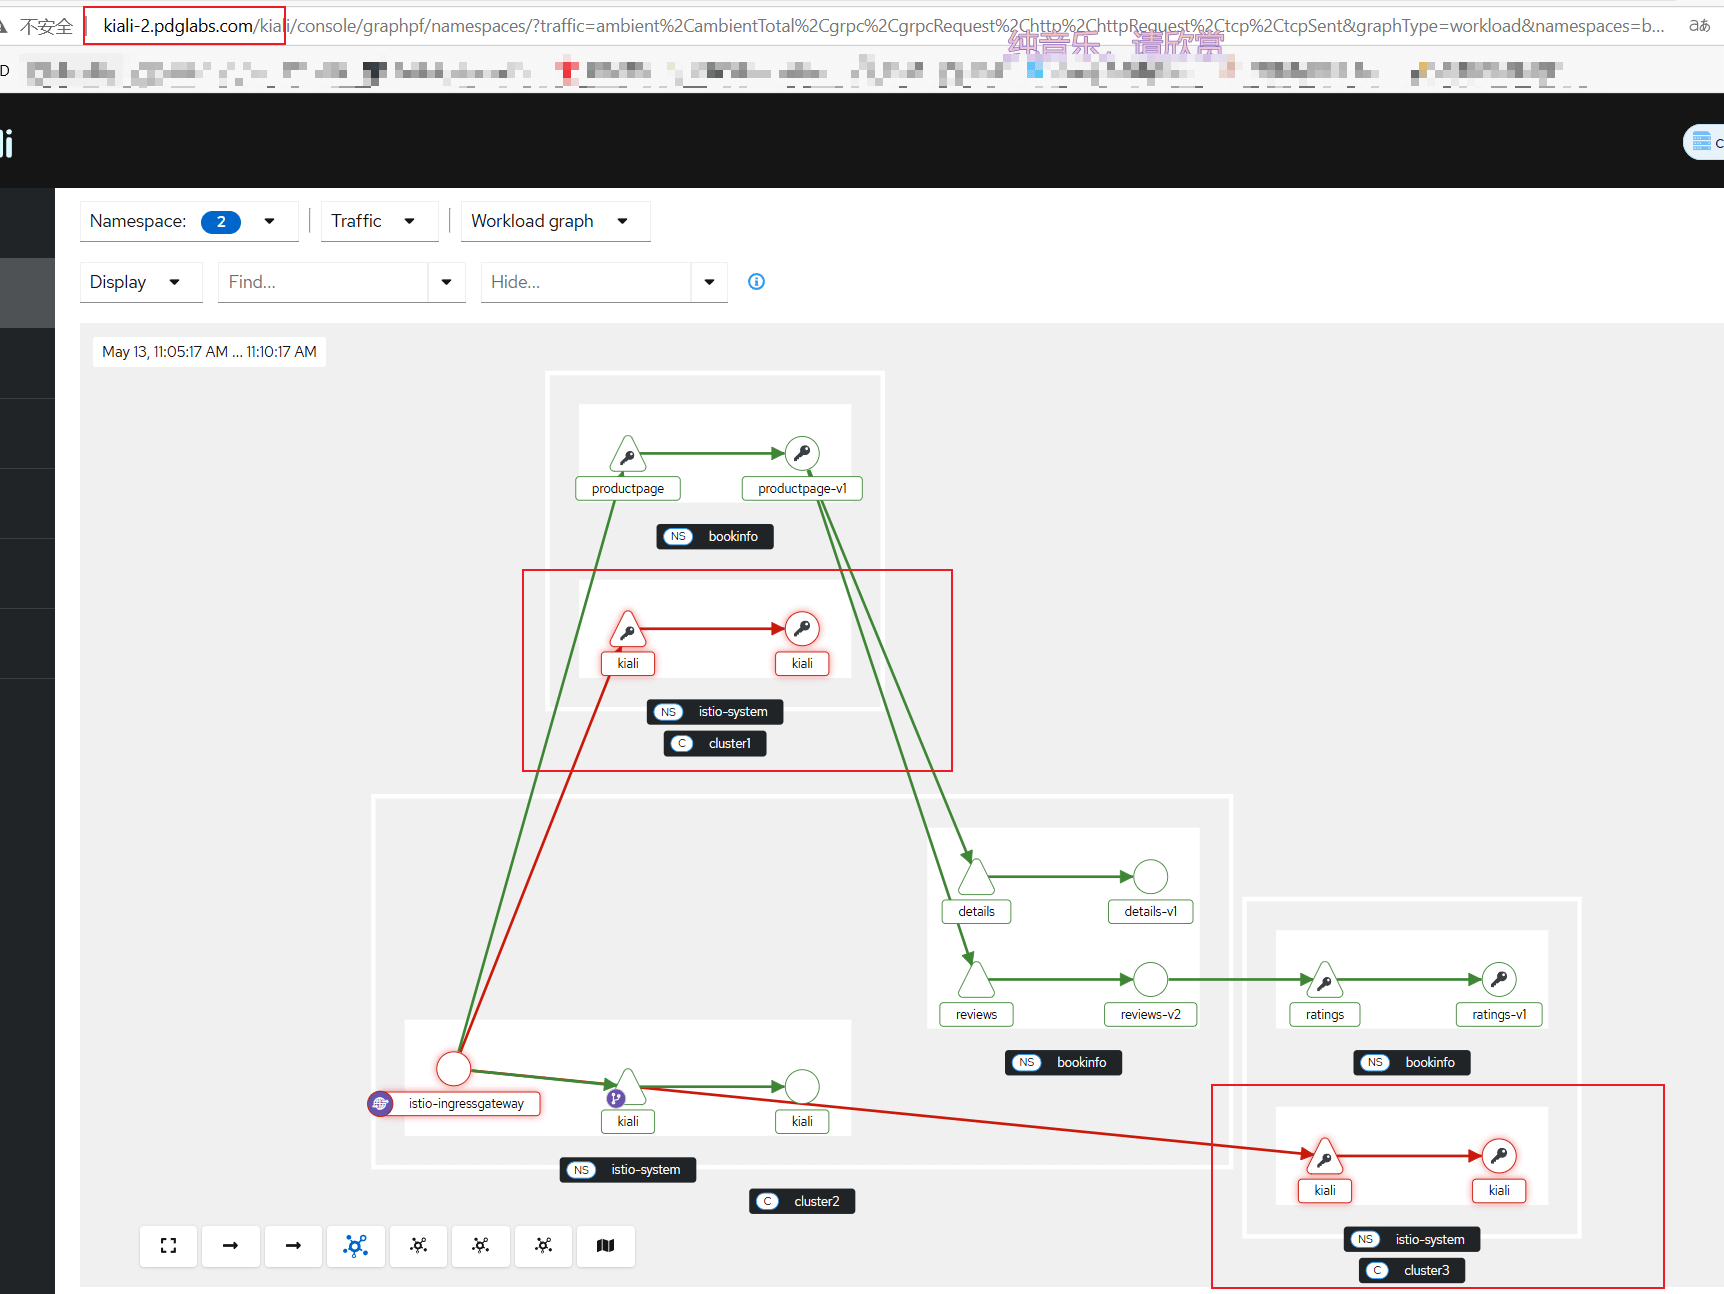 不安全 kiali-2.pdglabs.com/kiali/console/graphpf/namespaces/?traffic=ambient%2CambientTotal%2Cgrpc%2CgrpcRequest%2Chttp%2ChttpRequest%2Ctcp%2CtcpSent&graphType=workload&namespaces=b... aあ
纯音乐，请欣赏
D
li
C
Namespace: 2 Traffic Workload graph
Display Find... Hide...
May 13, 11:05:17 AM ... 11:10:17 AM
productpage productpage-v1
NS bookinfo
kiali kiali
NS istio-system
C cluster1
details details-v1
reviews reviews-v2 ratings ratings-v1
NS bookinfo NS bookinfo
istio-ingressgateway kiali kiali
NS istio-system
C cluster2
kiali kiali
NS istio-system
C cluster3